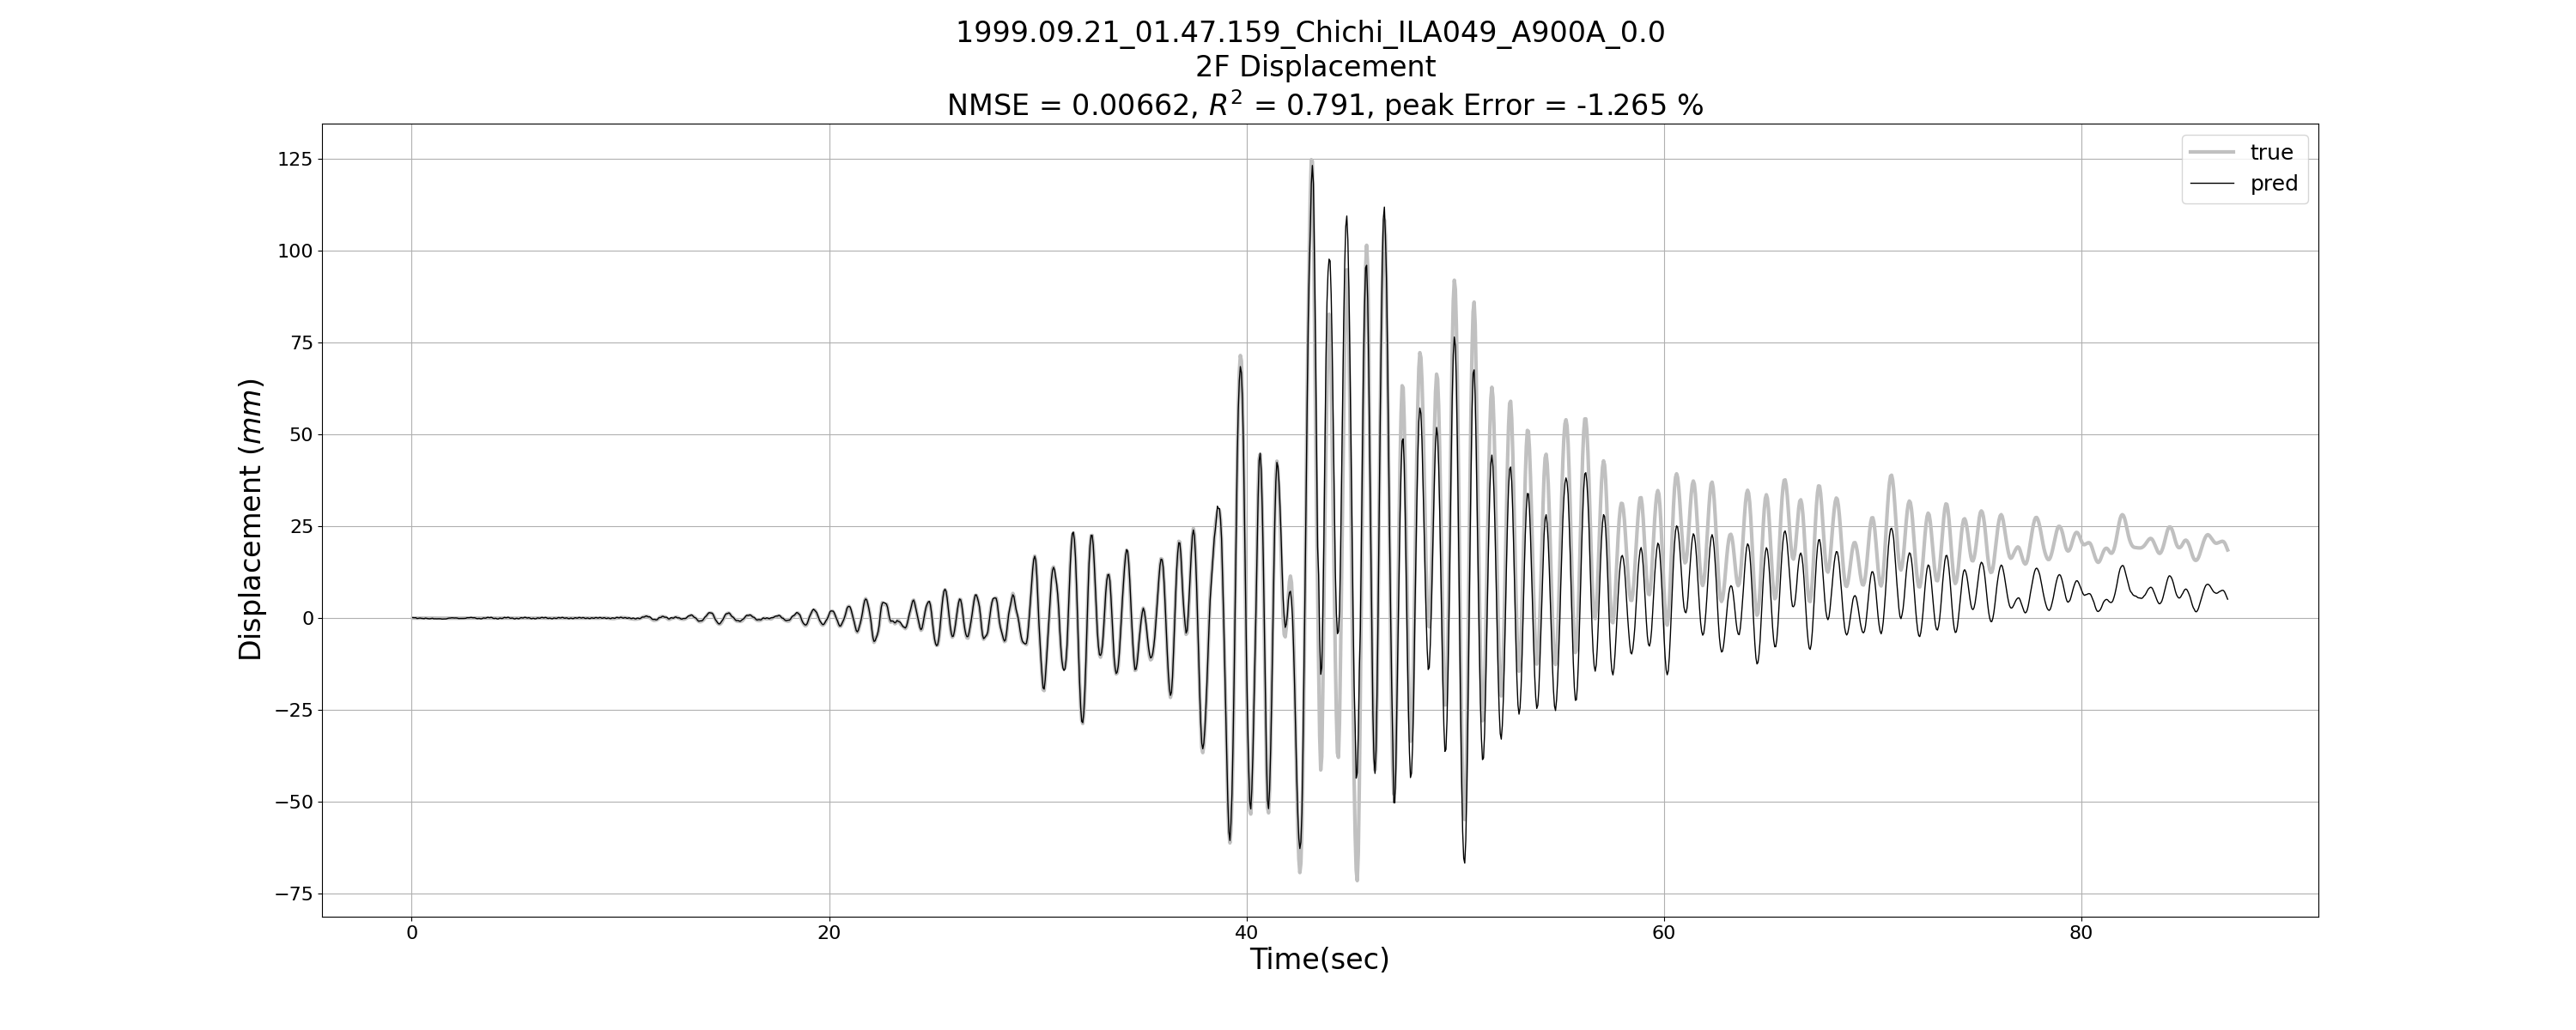 1999.09.21_01.47.159_Chichi_ILA049_A900A_0.0
2F Displacement
NMSE = 0.00662, R² = 0.791, peak Error = -1.265 %
true
pred
Displacement (mm)
125
100
75
50
25
0
−25
−50
−75
0 20 40 60 80
Time(sec)